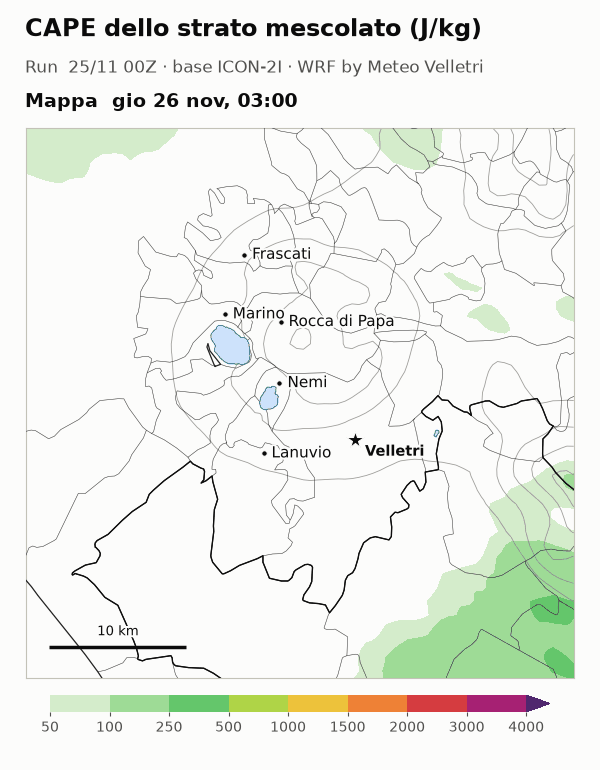 CAPE dello strato mescolato (J/kg)
Run  25/11 00Z · base ICON-2I · WRF by Meteo Velletri
Mappa  gio 26 nov, 03:00
Frascati
Marino
Rocca di Papa
Nemi
Velletri
Lanuvio
10 km
50 100 250 500 1000 1500 2000 3000 4000